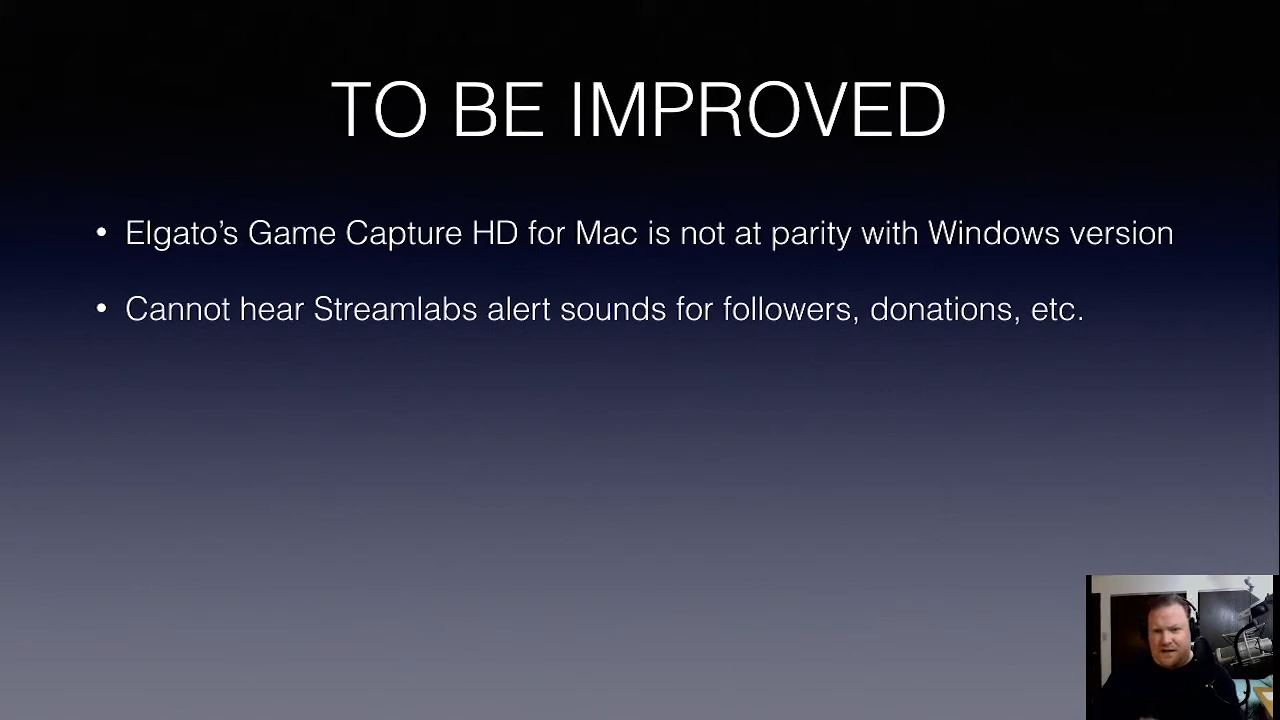 TO BE IMPROVED
• Elgato’s Game Capture HD for Mac is not at parity with Windows version
• Cannot hear Streamlabs alert sounds for followers, donations, etc.